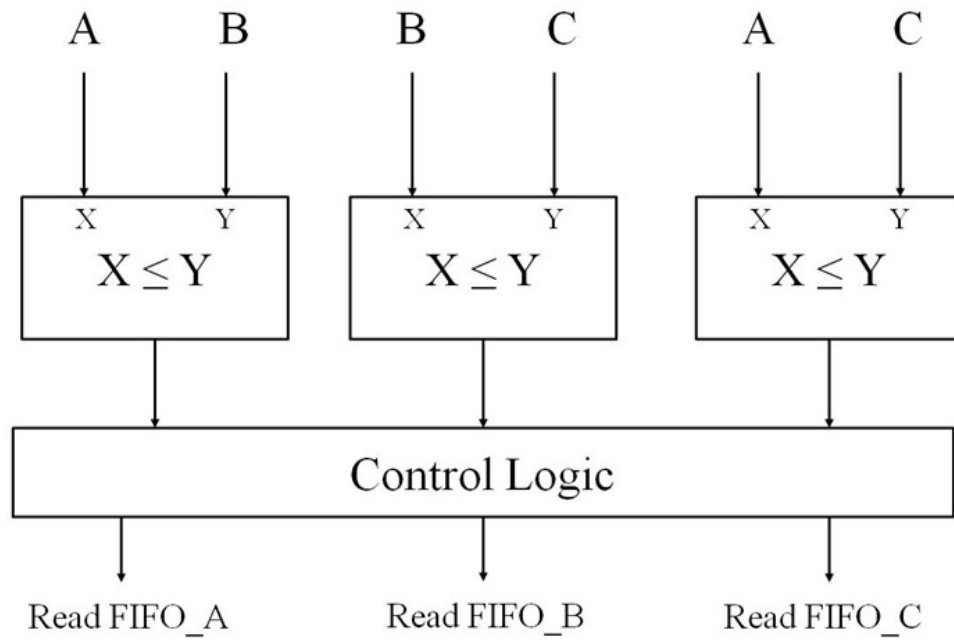 A B B C A C
X Y X Y X Y
X ≤ Y X ≤ Y X ≤ Y
Control Logic
Read FIFO_A Read FIFO_B Read FIFO_C